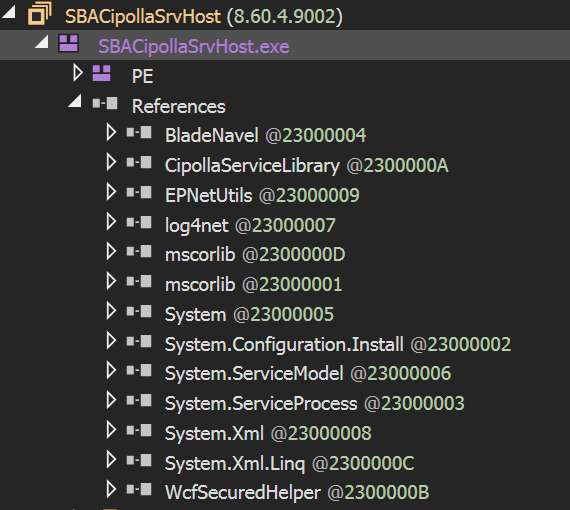 SBACipollaSrvHost (8.60.4.9002)
SBACipollaSrvHost.exe
PE
References
BladeNavel @23000004
CipollaServiceLibrary @2300000A
EPNetUtils @23000009
log4net @23000007
mscorlib @2300000D
mscorlib @23000001
System @23000005
System.Configuration.Install @23000002
System.ServiceModel @23000006
System.ServiceProcess @23000003
System.Xml @23000008
System.Xml.Linq @2300000C
WcfSecuredHelper @2300000B